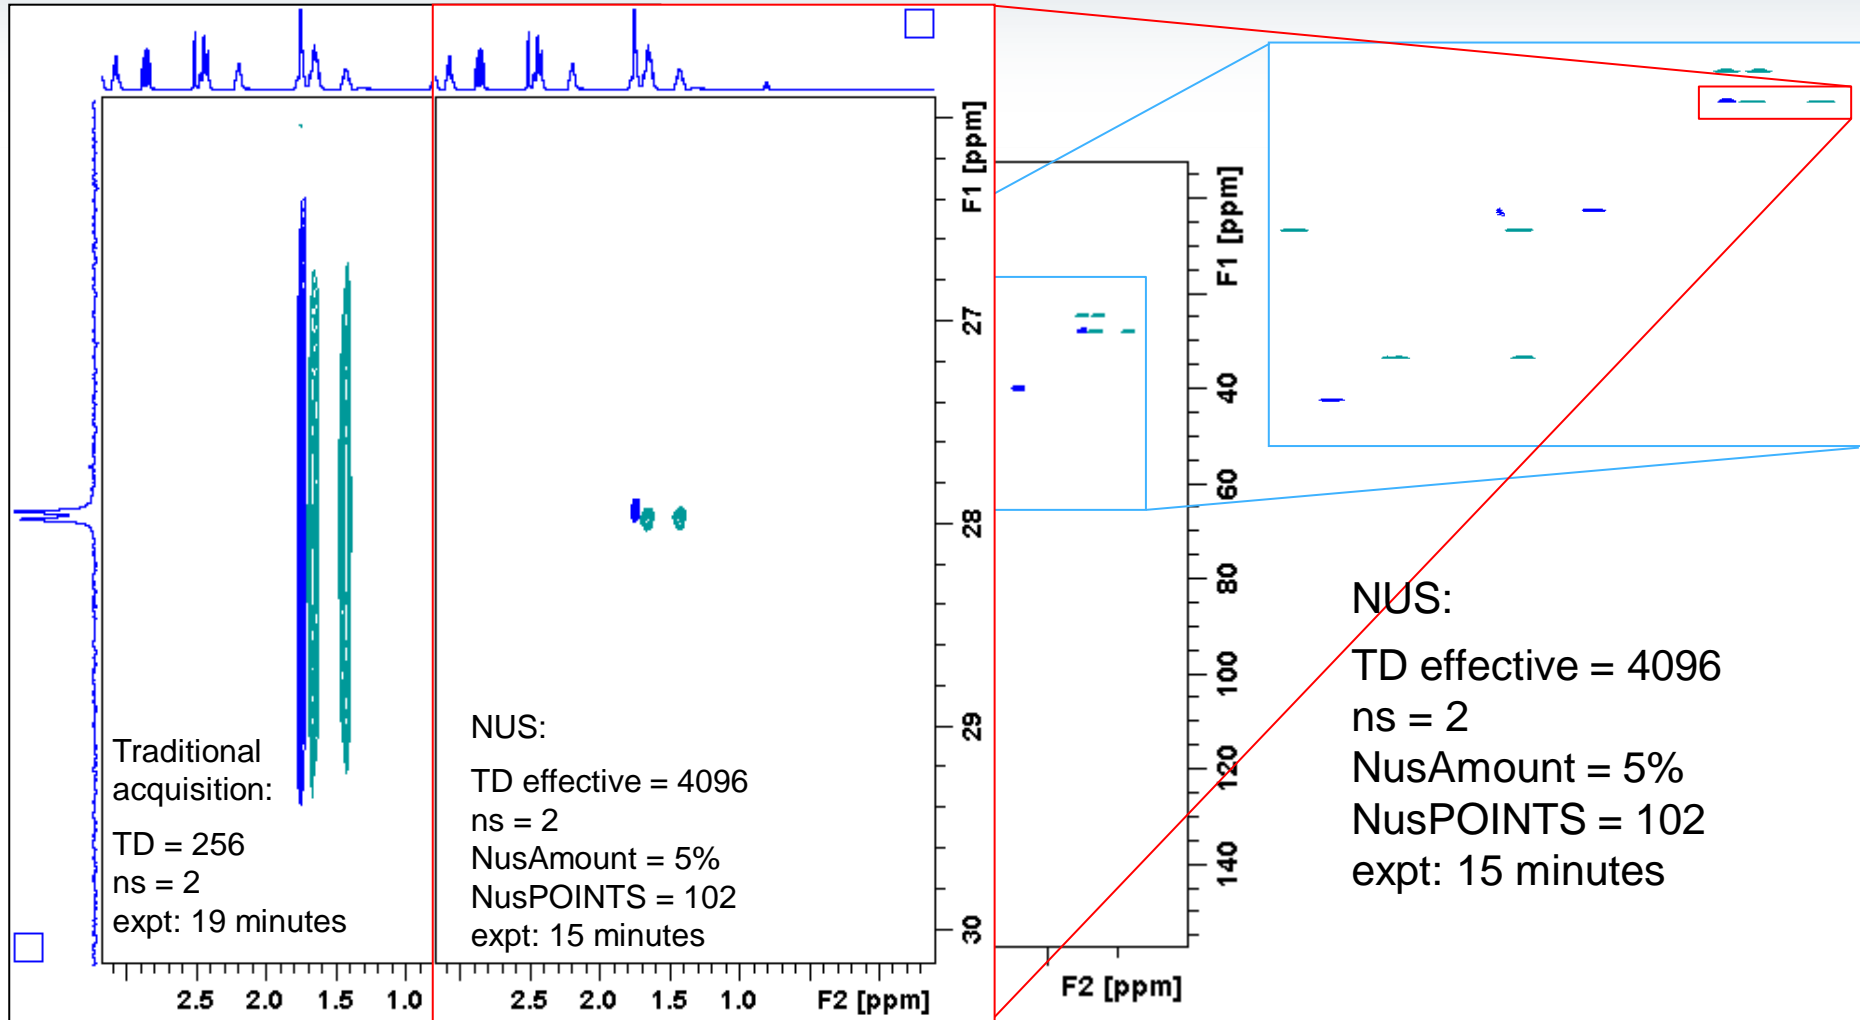 F1 [ppm]
27
28
29
30
Traditional
acquisition:
TD = 256
ns = 2
expt: 19 minutes
2.5 2.0 1.5 1.0
NUS:
TD effective = 4096
ns = 2
NusAmount = 5%
NusPOINTS = 102
expt: 15 minutes
2.5 2.0 1.5 1.0 F2 [ppm]
F1 [ppm]
40
60
80
100
120
140
F2 [ppm]
NUS:
TD effective = 4096
ns = 2
NusAmount = 5%
NusPOINTS = 102
expt: 15 minutes